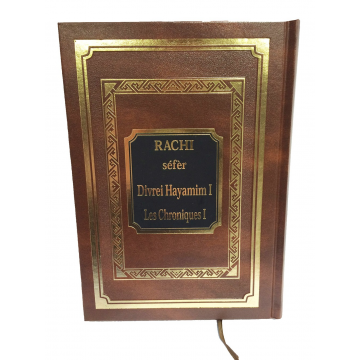 RACHI
séfèr
Divrei Hayamim I
Les Chroniques I